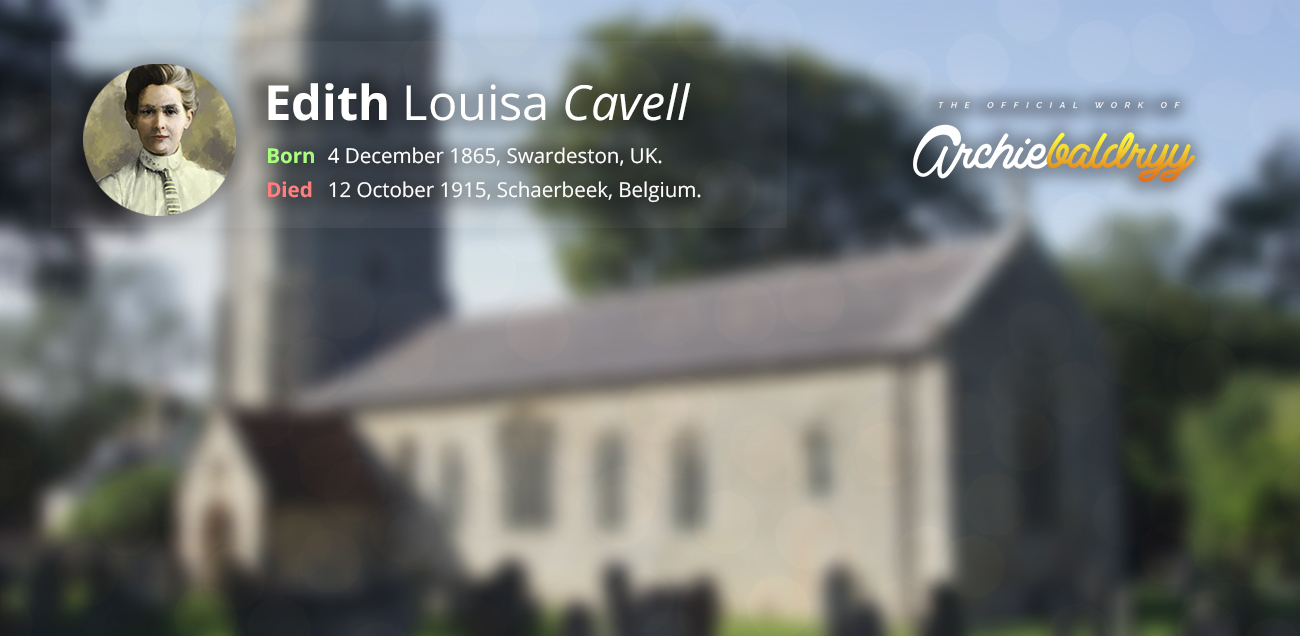 Edith Louisa Cavell
Born 4 December 1865, Swardeston, UK.
Died 12 October 1915, Schaerbeek, Belgium.
THE OFFICIAL WORK OF
Archiebaldryy